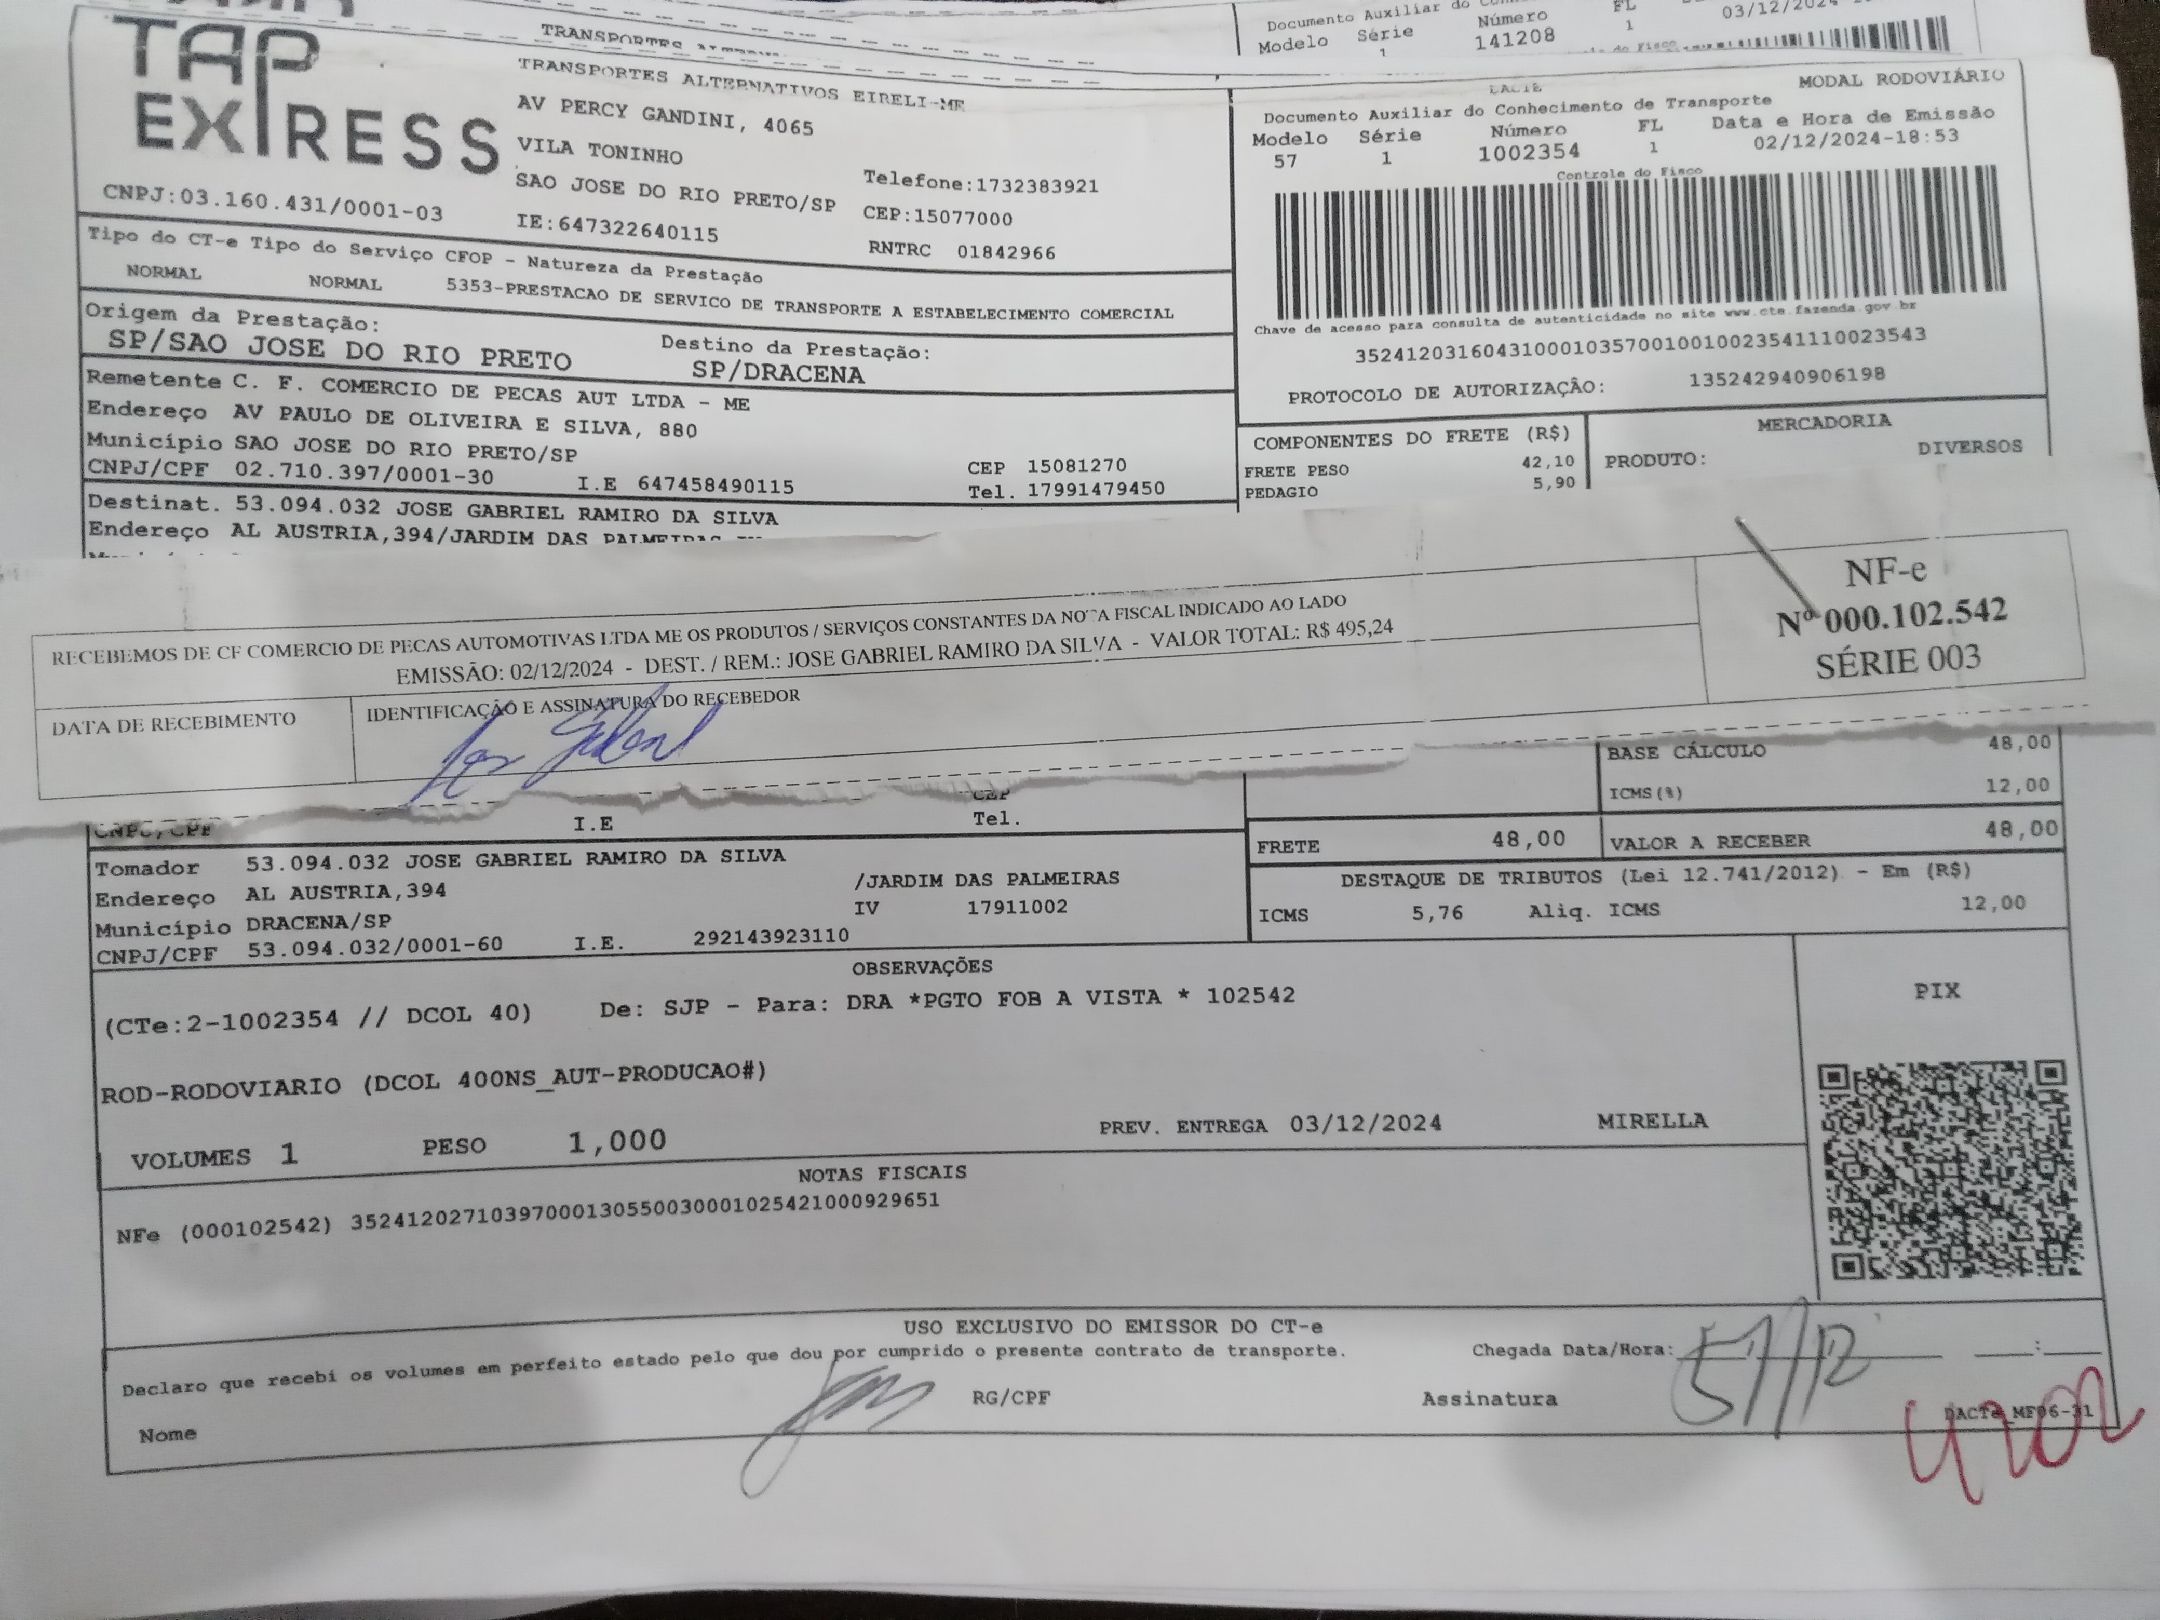 Documento Auxiliar do
Modelo Série Número FL
1 141208 1 03/12/2024
TAP EXPRESS
TRANSPORTES
TRANSPORTES ALTERNATIVOS EIRELI-ME
AV PERCY GANDINI, 4065
VILA TONINHO
SAO JOSE DO RIO PRETO/SP
Telefone:1732383921
CEP:15077000
CNPJ:03.160.431/0001-03
IE:647322640115
RNTRC 01842966
MODAL RODOVIÁRIO
Documento Auxiliar do Conhecimento de Transporte
Modelo Série Número FL Data e Hora de Emissão
57 1 1002354 1 02/12/2024-18:53
Controle do Fisco
Chave de acesso para consulta de autenticidade no site www.cte.fazenda.gov.br
35241203160431000103570010010023541110023543
PROTOCOLO DE AUTORIZAÇÃO: 135242940906198
Tipo do CT-e Tipo do Serviço CFOP - Natureza da Prestação
NORMAL NORMAL 5353-PRESTACAO DE SERVICO DE TRANSPORTE A ESTABELECIMENTO COMERCIAL
Origem da Prestação: Destino da Prestação:
SP/SAO JOSE DO RIO PRETO SP/DRACENA
Remetente C. F. COMERCIO DE PECAS AUT LTDA - ME
Endereço AV PAULO DE OLIVEIRA E SILVA, 880
Município SAO JOSE DO RIO PRETO/SP CEP 15081270
CNPJ/CPF 02.710.397/0001-30 I.E 647458490115 Tel. 17991479450
Destinat. 53.094.032 JOSE GABRIEL RAMIRO DA SILVA
Endereço AL AUSTRIA,394/JARDIM DAS PALMEIRAS
COMPONENTES DO FRETE (R$) MERCADORIA
FRETE PESO 42,10 PRODUTO: DIVERSOS
PEDAGIO 5,90
RECEBEMOS DE CF COMERCIO DE PECAS AUTOMOTIVAS LTDA ME OS PRODUTOS / SERVIÇOS CONSTANTES DA NOTA FISCAL INDICADO AO LADO
EMISSÃO: 02/12/2024 - DEST. / REM.: JOSE GABRIEL RAMIRO DA SILVA - VALOR TOTAL: R$ 495,24
DATA DE RECEBIMENTO IDENTIFICAÇÃO E ASSINATURA DO RECEBEDOR
NF-e
Nº 000.102.542
SÉRIE 003
BASE CÁLCULO 48,00
ICMS(%) 12,00
CEP
CNPC/CPF I.E Tel.
FRETE 48,00 VALOR A RECEBER 48,00
Tomador 53.094.032 JOSE GABRIEL RAMIRO DA SILVA
Endereço AL AUSTRIA,394 /JARDIM DAS PALMEIRAS
Município DRACENA/SP IV 17911002
CNPJ/CPF 53.094.032/0001-60 I.E. 292143923110
DESTAQUE DE TRIBUTOS (Lei 12.741/2012) - Em (R$)
ICMS 5,76 Aliq. ICMS 12,00
OBSERVAÇÕES
(CTe:2-1002354 // DCOL 40) De: SJP - Para: DRA *PGTO FOB A VISTA * 102542
ROD-RODOVIARIO (DCOL 400NS_AUT-PRODUCAO#)
VOLUMES 1 PESO 1,000 PREV. ENTREGA 03/12/2024 MIRELLA
PIX
NOTAS FISCAIS
NFe (000102542) 35241202710397000130550030001025421000929651
USO EXCLUSIVO DO EMISSOR DO CT-e
Declaro que recebi os volumes em perfeito estado pelo que dou por cumprido o presente contrato de transporte.
Chegada Data/Hora: 5/12 :
Nome RG/CPF Assinatura
DACTe_MF06-31